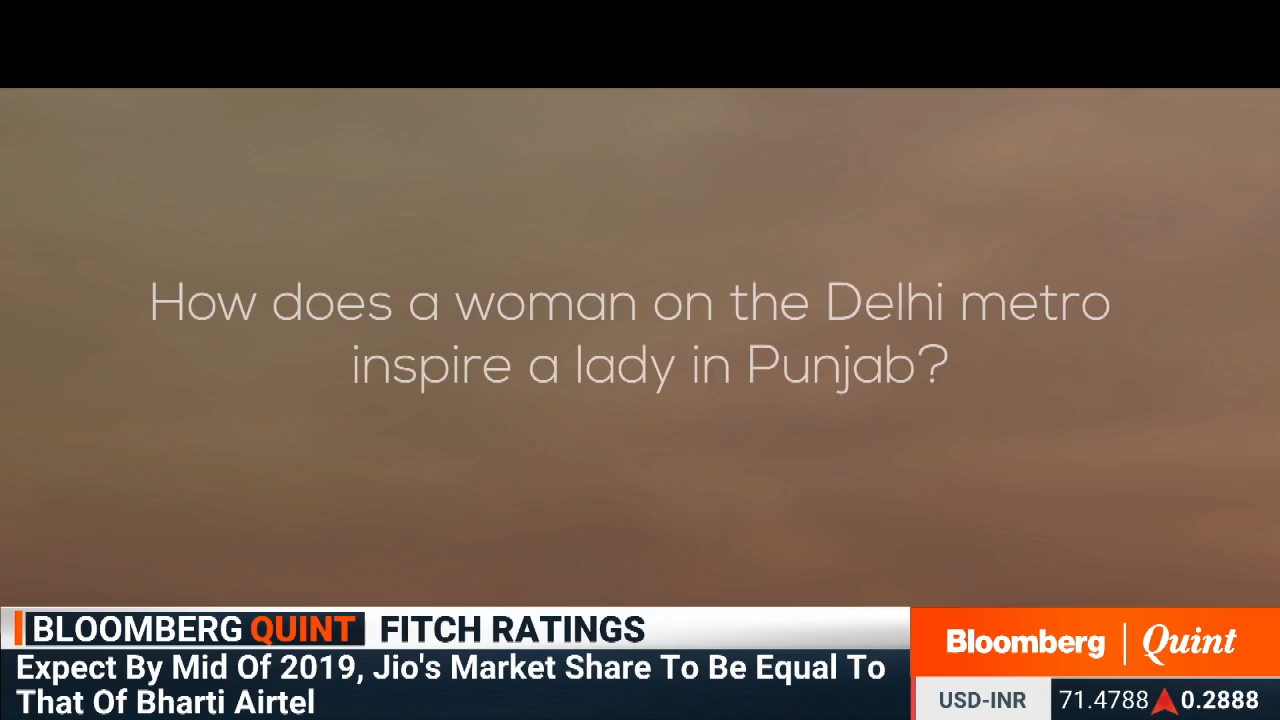 How does a woman on the Delhi metro
inspire a lady in Punjab?
BLOOMBERG QUINT FITCH RATINGS
Expect By Mid Of 2019, Jio's Market Share To Be Equal To
That Of Bharti Airtel
Bloomberg | Quint
USD-INR 71.4788 0.2888